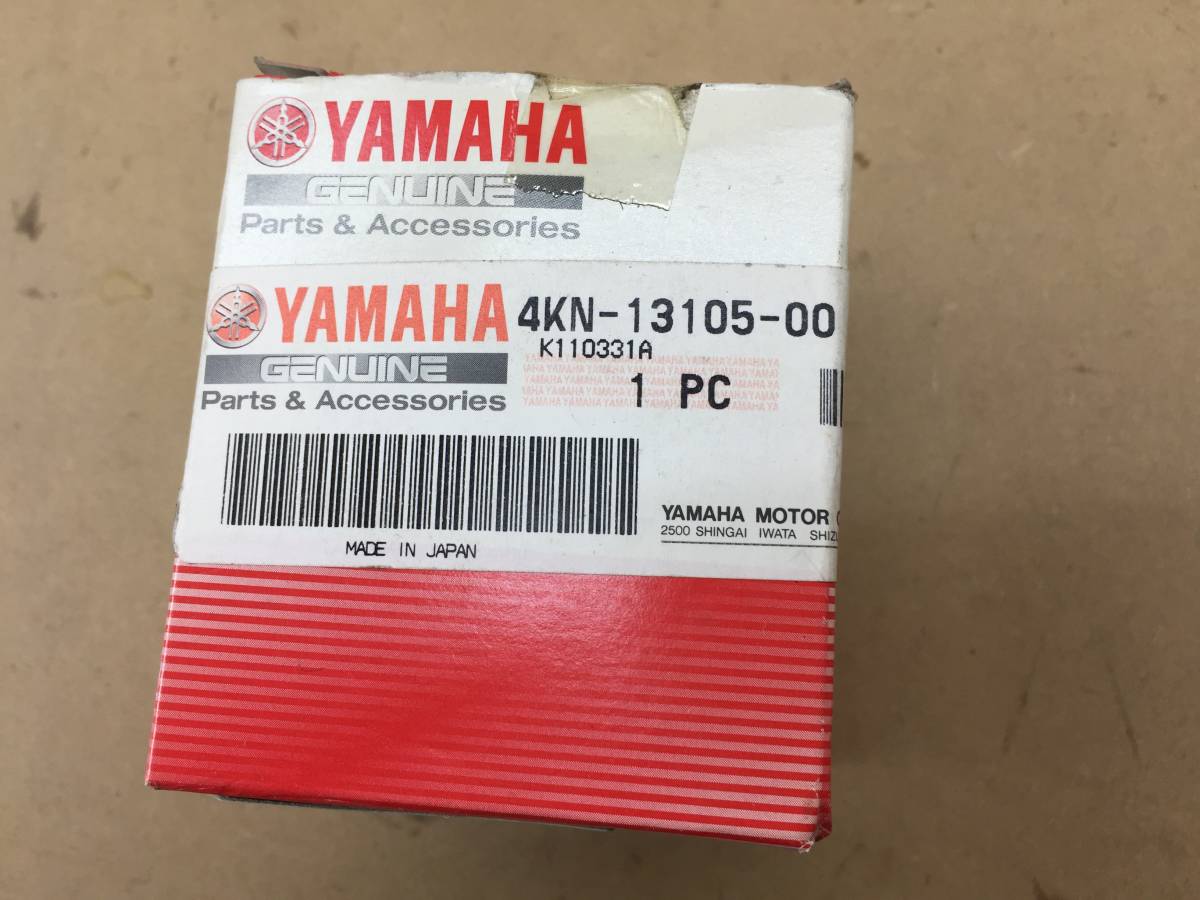 YAMAHA
GENUINE
Parts & Accessories
YAMAHA 4KN-13105-00
K110331A
GENUINE
1 PC
Parts & Accessories
YAMAHA MOTOR
2500 SHINGAI IWATA
MADE IN JAPAN